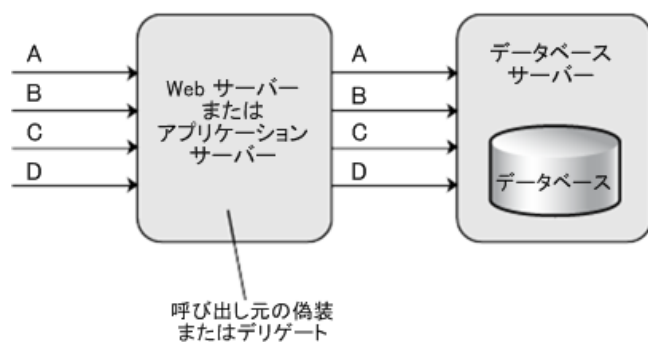 A
B
C
D
Web サーバー
または
アプリケーション
サーバー
A
B
C
D
データベース
サーバー
データベース
呼び出し元の偽装
またはデリゲート